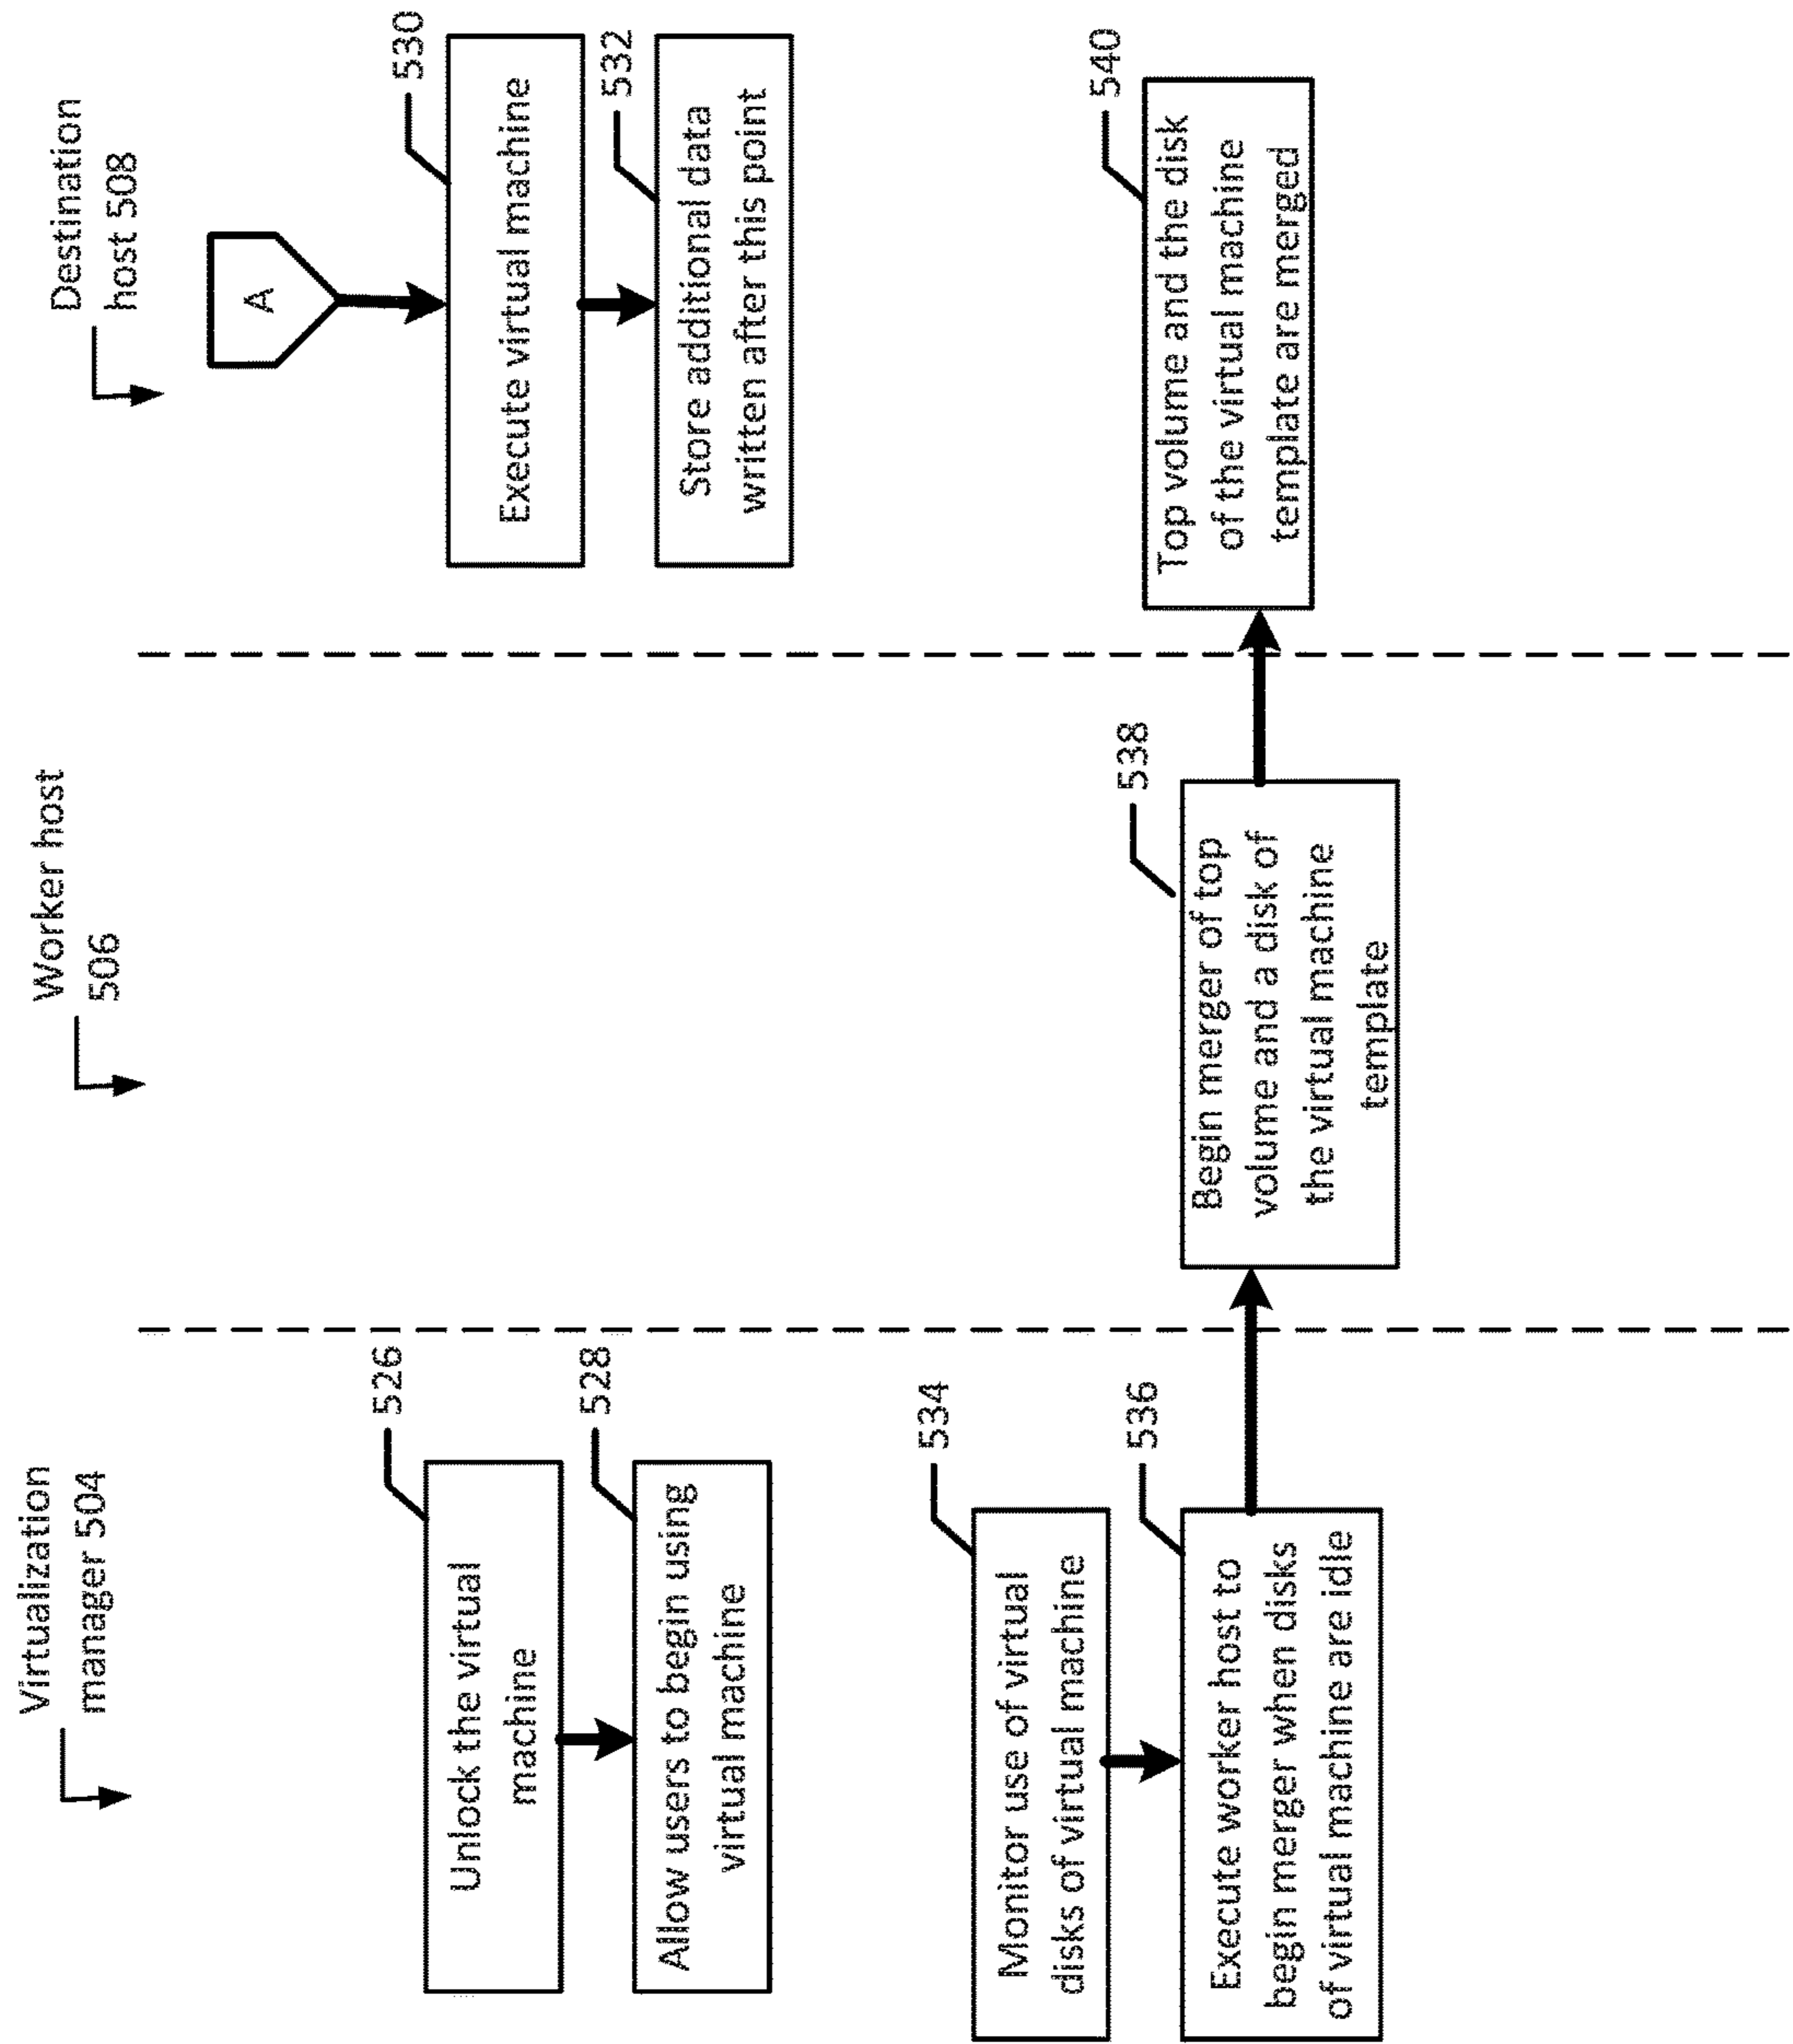 Virtualization
manager 504
Worker host
506
Destination
host 508
A
526
Unlock the virtual
machine
528
Allow users to begin using
virtual machine
530
Execute virtual machine
532
Store additional data
written after this point
534
Monitor use of virtual
disks of virtual machine
536
Execute worker host to
begin merger when disks
of virtual machine are idle
538
Begin merger of top
volume and a disk of
the virtual machine
template
540
Top volume and the disk
of the virtual machine
template are merged